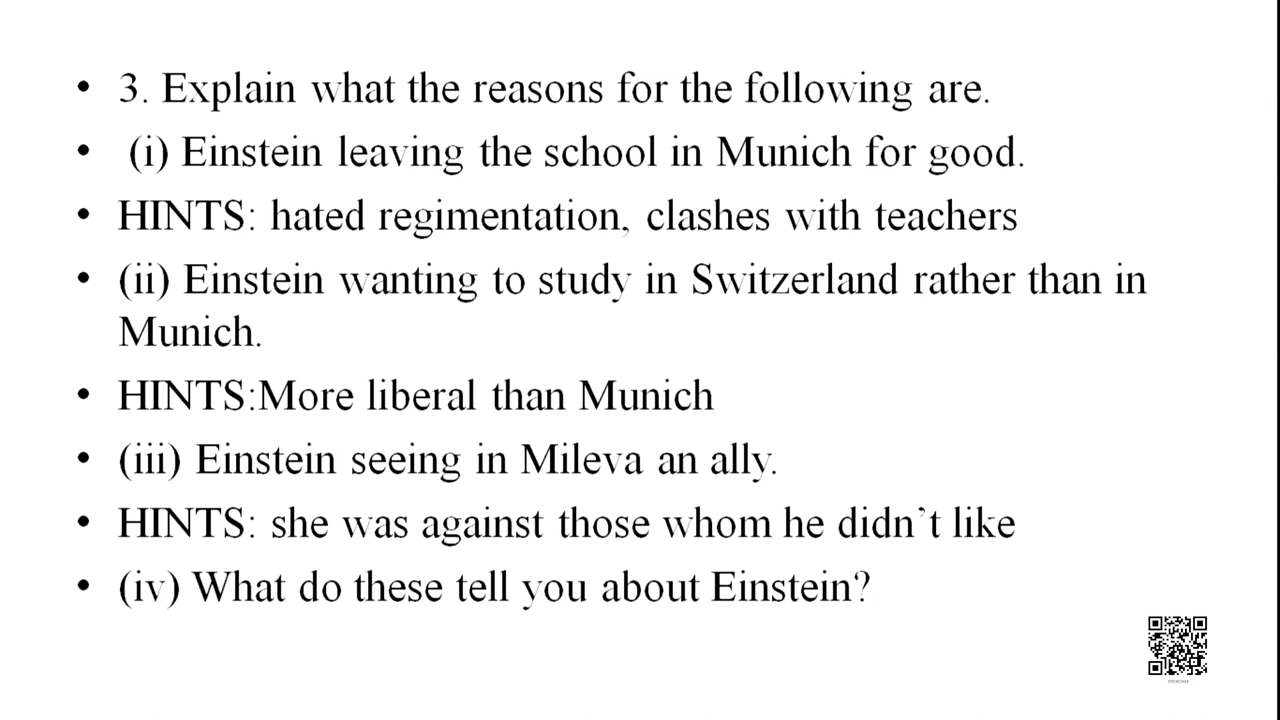 • 3. Explain what the reasons for the following are.
• (i) Einstein leaving the school in Munich for good.
• HINTS: hated regimentation, clashes with teachers
• (ii) Einstein wanting to study in Switzerland rather than in
Munich.
• HINTS:More liberal than Munich
• (iii) Einstein seeing in Mileva an ally.
• HINTS: she was against those whom he didn’t like
• (iv) What do these tell you about Einstein?